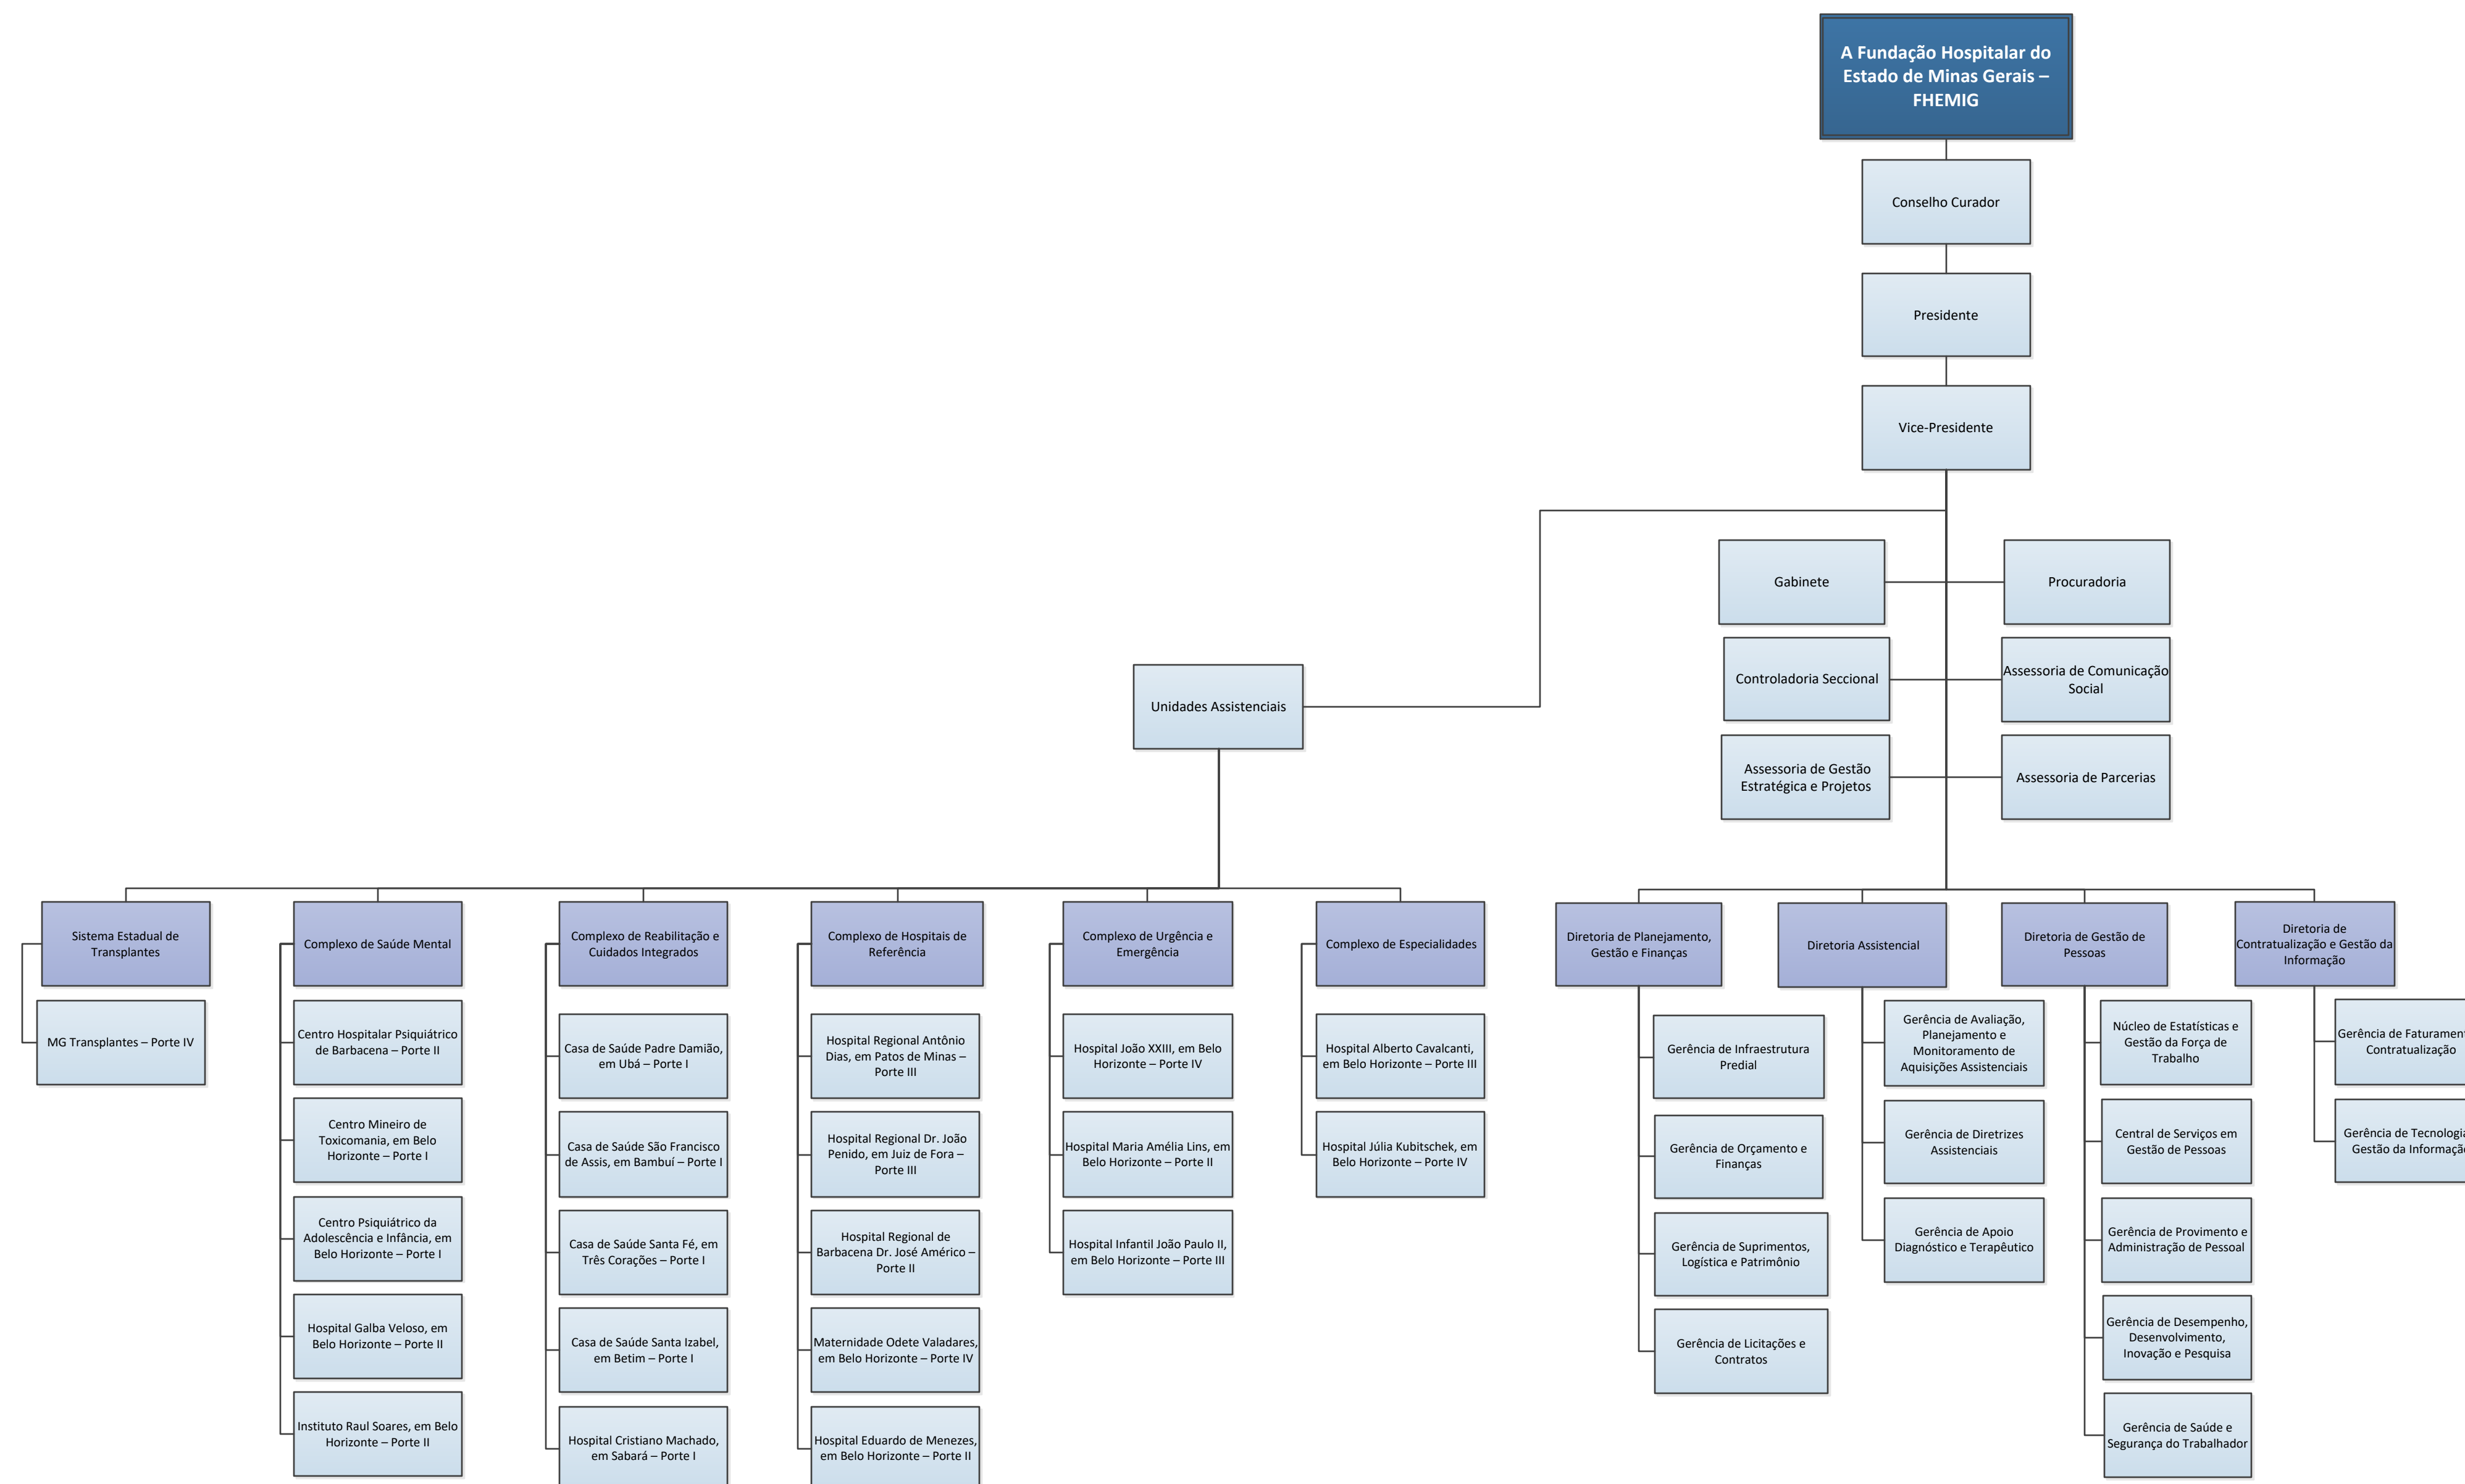 A Fundação Hospitalar do
Estado de Minas Gerais –
FHEMIG
Conselho Curador
Presidente
Vice-Presidente
Gabinete
Procuradoria
Controladoria Seccional
Assessoria de Comunicação
Social
Assessoria de Gestão
Estratégica e Projetos
Assessoria de Parcerias
Unidades Assistenciais
Sistema Estadual de
Transplantes
MG Transplantes – Porte IV
Complexo de Saúde Mental
Centro Hospitalar Psiquiátrico
de Barbacena – Porte II
Centro Mineiro de
Toxicomania, em Belo
Horizonte – Porte I
Centro Psiquiátrico da
Adolescência e Infância, em
Belo Horizonte – Porte I
Hospital Galba Veloso, em
Belo Horizonte – Porte II
Instituto Raul Soares, em Belo
Horizonte – Porte II
Complexo de Reabilitação e
Cuidados Integrados
Casa de Saúde Padre Damião,
em Ubá – Porte I
Casa de Saúde São Francisco
de Assis, em Bambuí – Porte I
Casa de Saúde Santa Fé, em
Três Corações – Porte I
Casa de Saúde Santa Izabel,
em Betim – Porte I
Hospital Cristiano Machado,
em Sabará – Porte I
Complexo de Hospitais de
Referência
Hospital Regional Antônio
Dias, em Patos de Minas –
Porte III
Hospital Regional Dr. João
Penido, em Juiz de Fora –
Porte III
Hospital Regional de
Barbacena Dr. José Américo –
Porte II
Maternidade Odete Valadares,
em Belo Horizonte – Porte IV
Hospital Eduardo de Menezes,
em Belo Horizonte – Porte II
Complexo de Urgência e
Emergência
Hospital João XXIII, em Belo
Horizonte – Porte IV
Hospital Maria Amélia Lins, em
Belo Horizonte – Porte II
Hospital Infantil João Paulo II,
em Belo Horizonte – Porte III
Complexo de Especialidades
Hospital Alberto Cavalcanti,
em Belo Horizonte – Porte III
Hospital Júlia Kubitschek, em
Belo Horizonte – Porte IV
Diretoria de Planejamento,
Gestão e Finanças
Gerência de Infraestrutura
Predial
Gerência de Orçamento e
Finanças
Gerência de Suprimentos,
Logística e Patrimônio
Gerência de Licitações e
Contratos
Diretoria Assistencial
Gerência de Avaliação,
Planejamento e
Monitoramento de
Aquisições Assistenciais
Gerência de Diretrizes
Assistenciais
Gerência de Apoio
Diagnóstico e Terapêutico
Diretoria de Gestão de
Pessoas
Núcleo de Estatísticas e
Gestão da Força de
Trabalho
Central de Serviços em
Gestão de Pessoas
Gerência de Provimento e
Administração de Pessoal
Gerência de Desempenho,
Desenvolvimento,
Inovação e Pesquisa
Gerência de Saúde e
Segurança do Trabalhador
Diretoria de
Contratualização e Gestão da
Informação
Gerência de
Contratualização
Gerência de
Gestão da